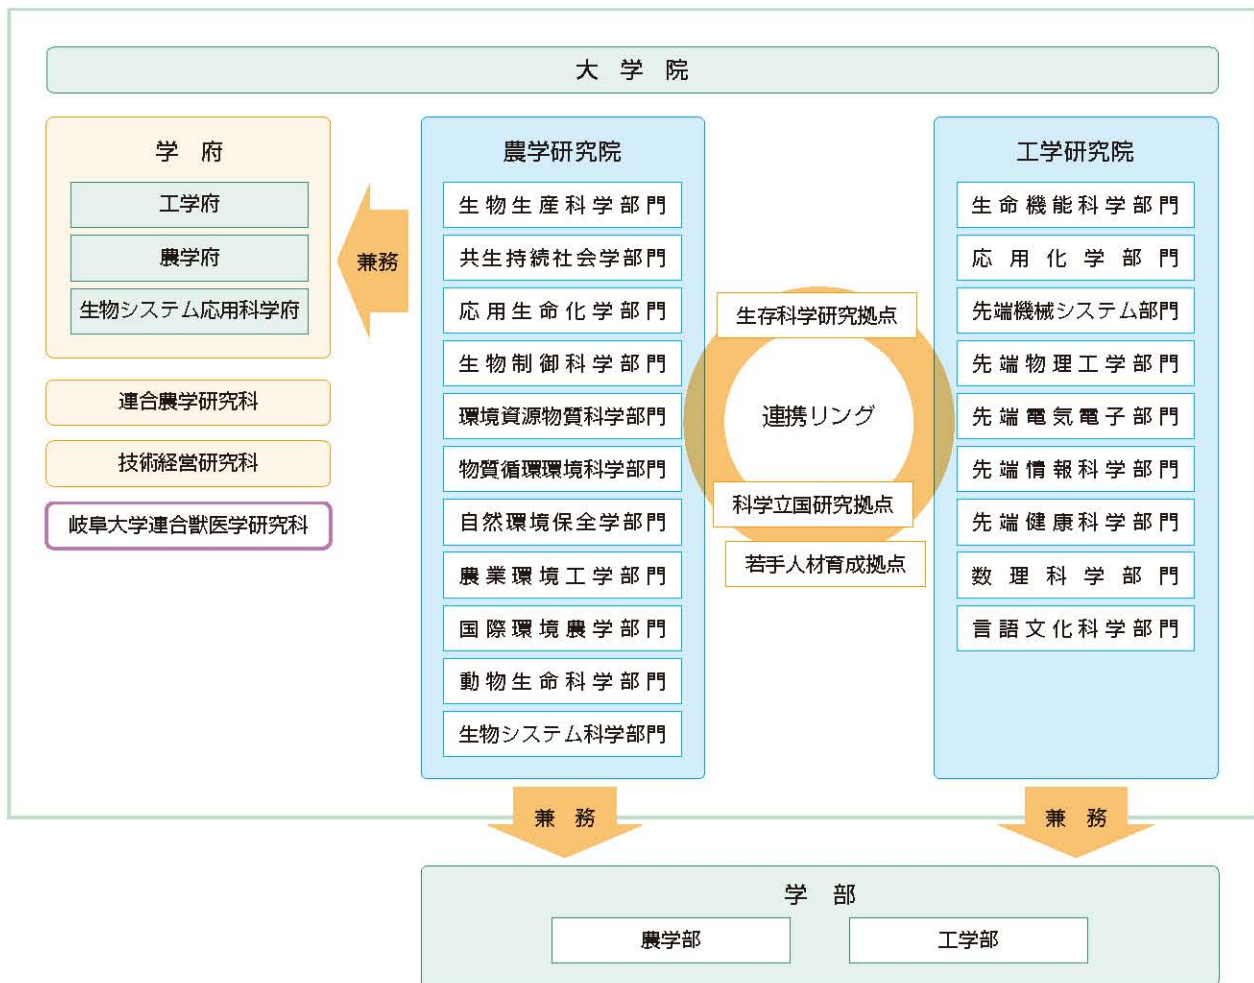 大学院
学府
工学府
農学府
生物システム応用科学府
連合農学研究科
技術経営研究科
岐阜大学連合獣医学研究科
兼務
農学研究院
生物生産科学部門
共生持続社会学部門
応用生命化学部門
生物制御科学部門
環境資源物質科学部門
物質循環環境科学部門
自然環境保全学部門
農業環境工学部門
国際環境農学部門
動物生命科学部門
生物システム科学部門
生存科学研究拠点
連携リング
科学立国研究拠点
若手人材育成拠点
工学研究院
生命機能科学部門
応用化学部門
先端機械システム部門
先端物理工学部門
先端電気電子部門
先端情報科学部門
先端健康科学部門
数理科学部門
言語文化科学部門
兼務
兼務
学部
農学部
工学部